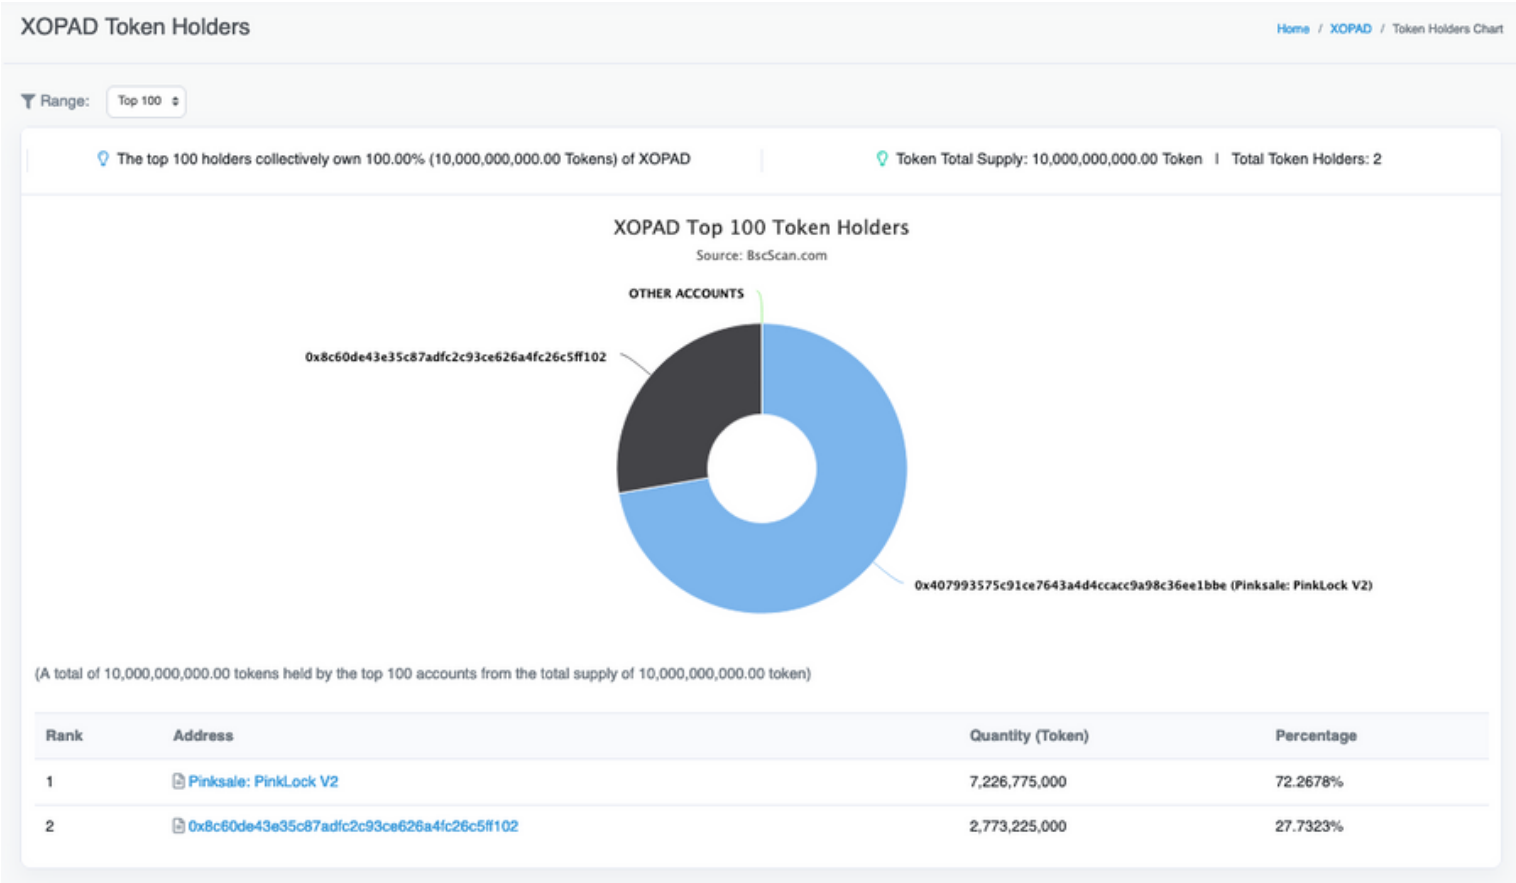 XOPAD Token Holders
Home / XOPAD / Token Holders Chart
Range: Top 100
The top 100 holders collectively own 100.00% (10,000,000,000.00 Tokens) of XOPAD
Token Total Supply: 10,000,000,000.00 Token | Total Token Holders: 2
XOPAD Top 100 Token Holders
Source: BscScan.com
OTHER ACCOUNTS
0x8c60de43e35c87adfc2c93ce626a4fc26c5ff102
0x407993575c91ce7643a4d4ccacc9a98c36ee1bbe (Pinksale: PinkLock V2)
(A total of 10,000,000,000.00 tokens held by the top 100 accounts from the total supply of 10,000,000,000.00 token)
Rank Address Quantity (Token) Percentage
1 Pinksale: PinkLock V2 7,226,775,000 72.2678%
2 0x8c60de43e35c87adfc2c93ce626a4fc26c5ff102 2,773,225,000 27.7323%